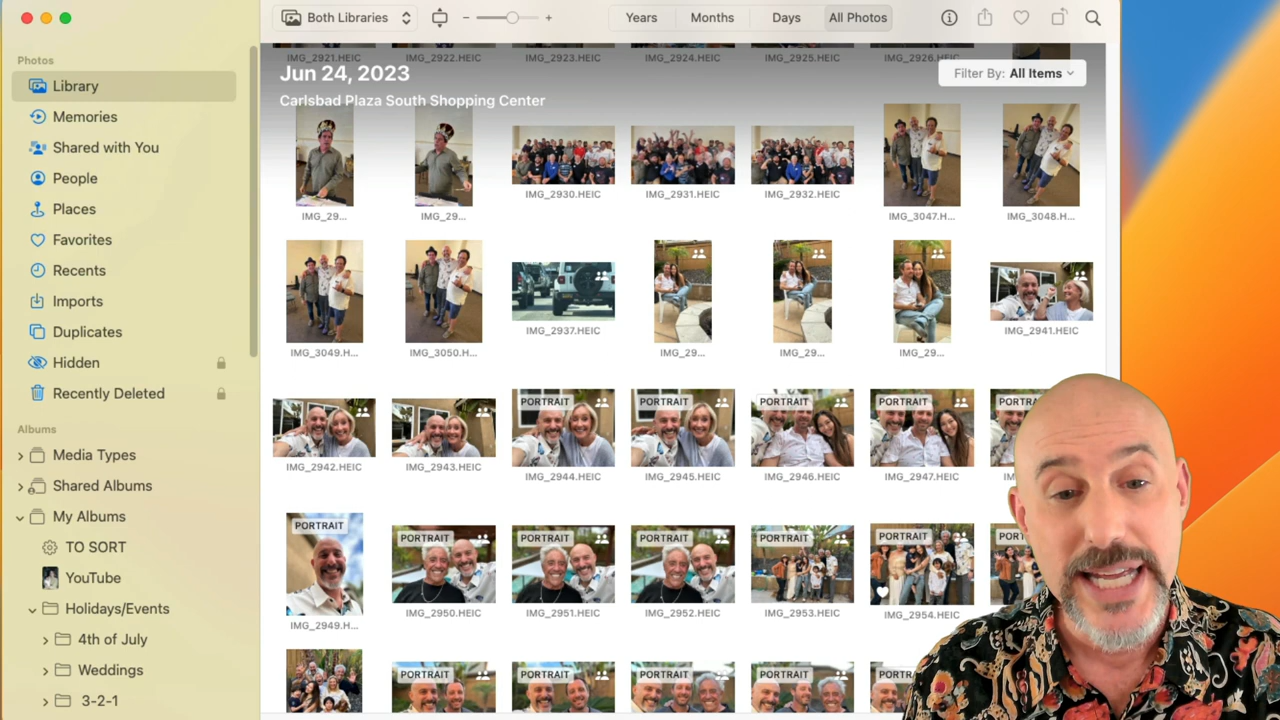 Both Libraries
Years
Months
Days
All Photos
Photos
Library
Memories
Shared with You
People
Places
Favorites
Recents
Imports
Duplicates
Hidden
Recently Deleted
Albums
Media Types
Shared Albums
My Albums
TO SORT
YouTube
Holidays/Events
4th of July
Weddings
3-2-1
IMG_2921.HEIC IMG_2922.HEIC IMG_2923.HEIC IMG_2924.HEIC IMG_2925.HEIC IMG_2926.HEIC
Jun 24, 2023
Filter By: All Items
Carlsbad Plaza South Shopping Center
IMG_29... IMG_29... IMG_2930.HEIC IMG_2931.HEIC IMG_2932.HEIC IMG_3047.H... IMG_3048.H...
IMG_3049.H... IMG_3050.H... IMG_2937.HEIC IMG_29... IMG_29... IMG_29... IMG_2941.HEIC
PORTRAIT PORTRAIT PORTRAIT PORTRAIT PORTR
IMG_2942.HEIC IMG_2943.HEIC IMG_2944.HEIC IMG_2945.HEIC IMG_2946.HEIC IMG_2947.HEIC IM
PORTRAIT PORTRAIT PORTRAIT PORTRAIT PORTRAIT PORTRAIT PORT
IMG_2949.H... IMG_2950.HEIC IMG_2951.HEIC IMG_2952.HEIC IMG_2953.HEIC IMG_2954.HEIC
PORTRAIT PORTRAIT PORTRAIT PORTRAIT PORTRAI